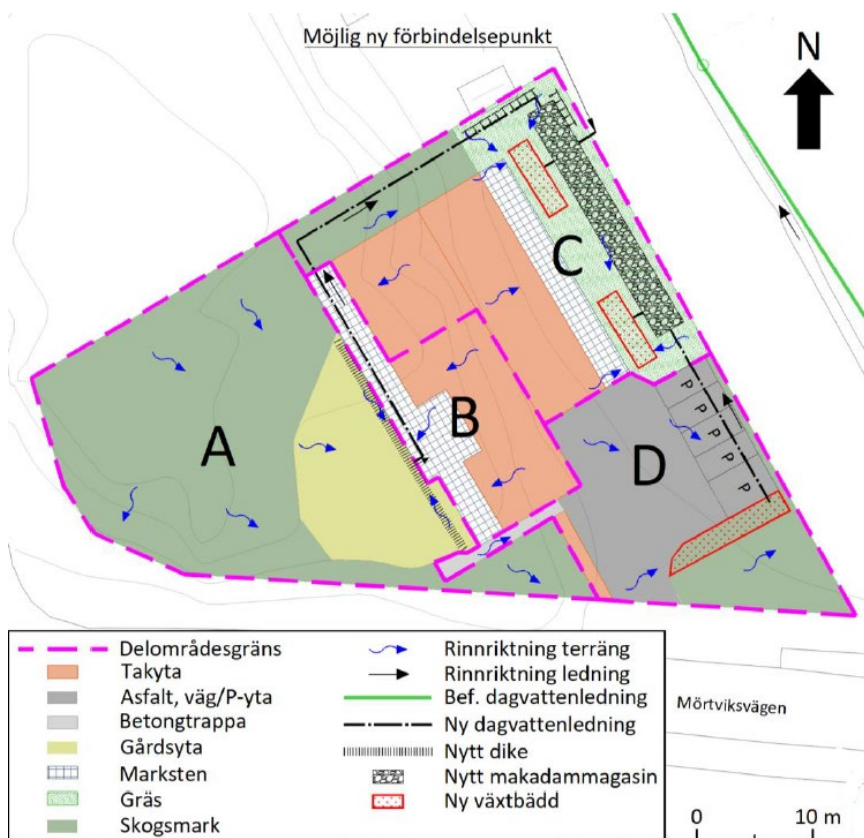 Möjlig ny förbindelsepunkt
N
C
A
B
D
P
P
P
P
P
Delområdesgräns
Takyta
Asfalt, väg/P-yta
Betongtrappa
Gårdsyta
Marksten
Gräs
Skogsmark
Rinnriktning terräng
Rinnriktning ledning
Bef. dagvattenledning
Ny dagvattenledning
Nytt dike
Nytt makadammagasin
Ny växtbädd
Mörtviksvägen
0 10 m